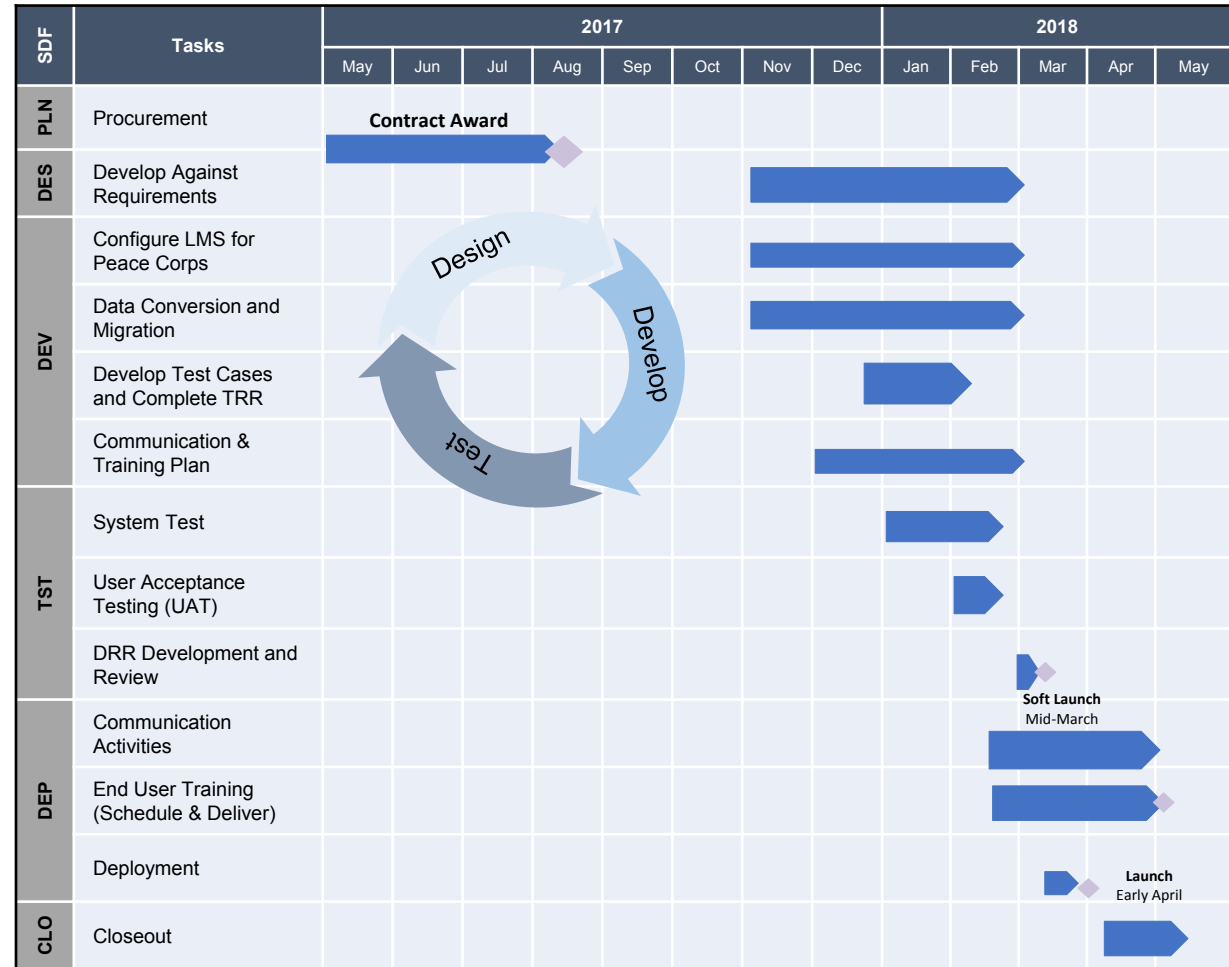 SDF
Tasks
2017
2018
May Jun Jul Aug Sep Oct Nov Dec Jan Feb Mar Apr May
PLN
Procurement
Contract Award
DES
Develop Against
Requirements
DEV
Configure LMS for
Peace Corps
Data Conversion and
Migration
Develop Test Cases
and Complete TRR
Communication &
Training Plan
Design
Develop
Test
TST
System Test
User Acceptance
Testing (UAT)
DRR Development and
Review
Soft Launch
Mid-March
DEP
Communication
Activities
End User Training
(Schedule & Deliver)
Deployment
Launch
Early April
CLO
Closeout